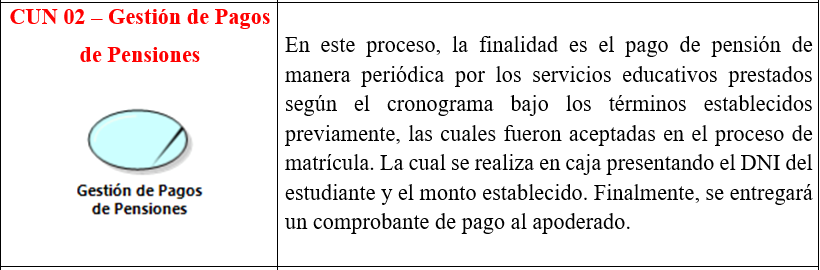 CUN 02 – Gestión de Pagos
de Pensiones
Gestión de Pagos
de Pensiones
En este proceso, la finalidad es el pago de pensión de
manera periódica por los servicios educativos prestados
según el cronograma bajo los términos establecidos
previamente, las cuales fueron aceptadas en el proceso de
matrícula. La cual se realiza en caja presentando el DNI del
estudiante y el monto establecido. Finalmente, se entregará
un comprobante de pago al apoderado.